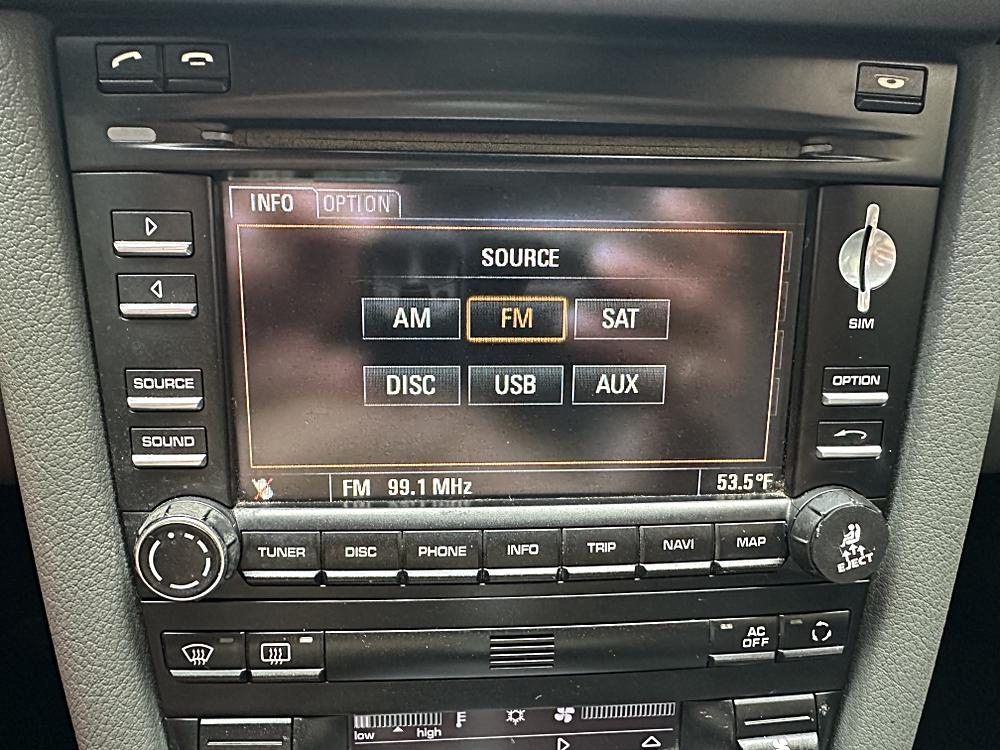 INFO OPTION
SOURCE
AM FM SAT
SIM
DISC USB AUX
SOURCE
OPTION
SOUND
FM 99.1 MHz 53.5°F
TUNER DISC PHONE INFO TRIP NAVI MAP
EJECT
AC
OFF
low high F